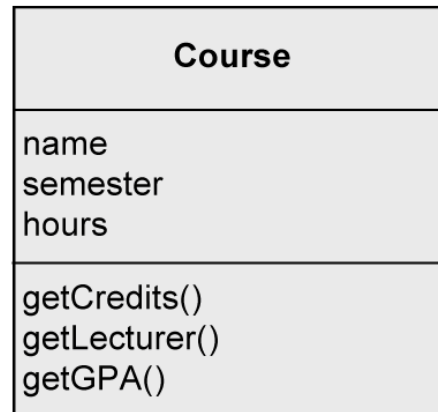 Course
name
semester
hours
getCredits()
getLecturer()
getGPA()